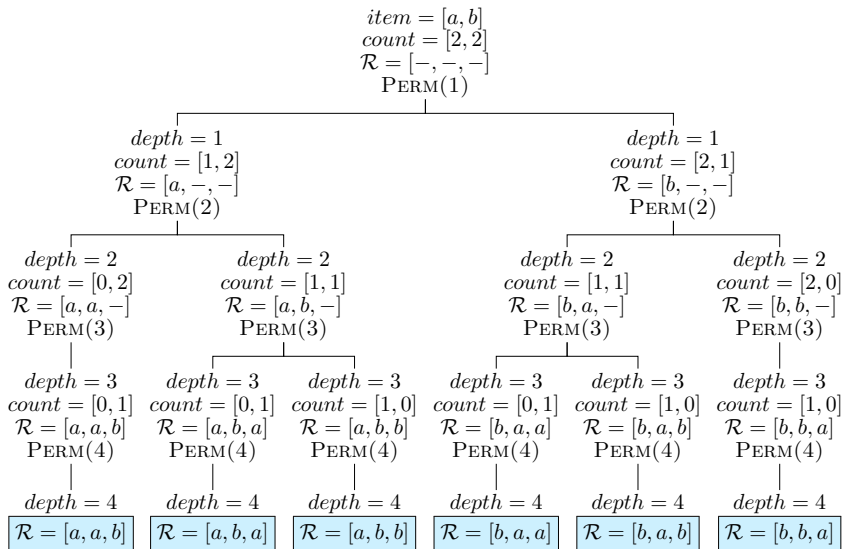 item = [a, b]
count = [2, 2]
ℛ = [−, −, −]
PERM(1)
depth = 1 depth = 1
count = [1, 2] count = [2, 1]
ℛ = [a, −, −] ℛ = [b, −, −]
PERM(2) PERM(2)
depth = 2 depth = 2 depth = 2 depth = 2
count = [0, 2] count = [1, 1] count = [1, 1] count = [2, 0]
ℛ = [a, a, −] ℛ = [a, b, −] ℛ = [b, a, −] ℛ = [b, b, −]
PERM(3) PERM(3) PERM(3) PERM(3)
depth = 3 depth = 3 depth = 3 depth = 3 depth = 3 depth = 3
count = [0, 1] count = [0, 1] count = [1, 0] count = [0, 1] count = [1, 0] count = [1, 0]
ℛ = [a, a, b] ℛ = [a, b, a] ℛ = [a, b, b] ℛ = [b, a, a] ℛ = [b, a, b] ℛ = [b, b, a]
PERM(4) PERM(4) PERM(4) PERM(4) PERM(4) PERM(4)
depth = 4 depth = 4 depth = 4 depth = 4 depth = 4 depth = 4
ℛ = [a, a, b] ℛ = [a, b, a] ℛ = [a, b, b] ℛ = [b, a, a] ℛ = [b, a, b] ℛ = [b, b, a]